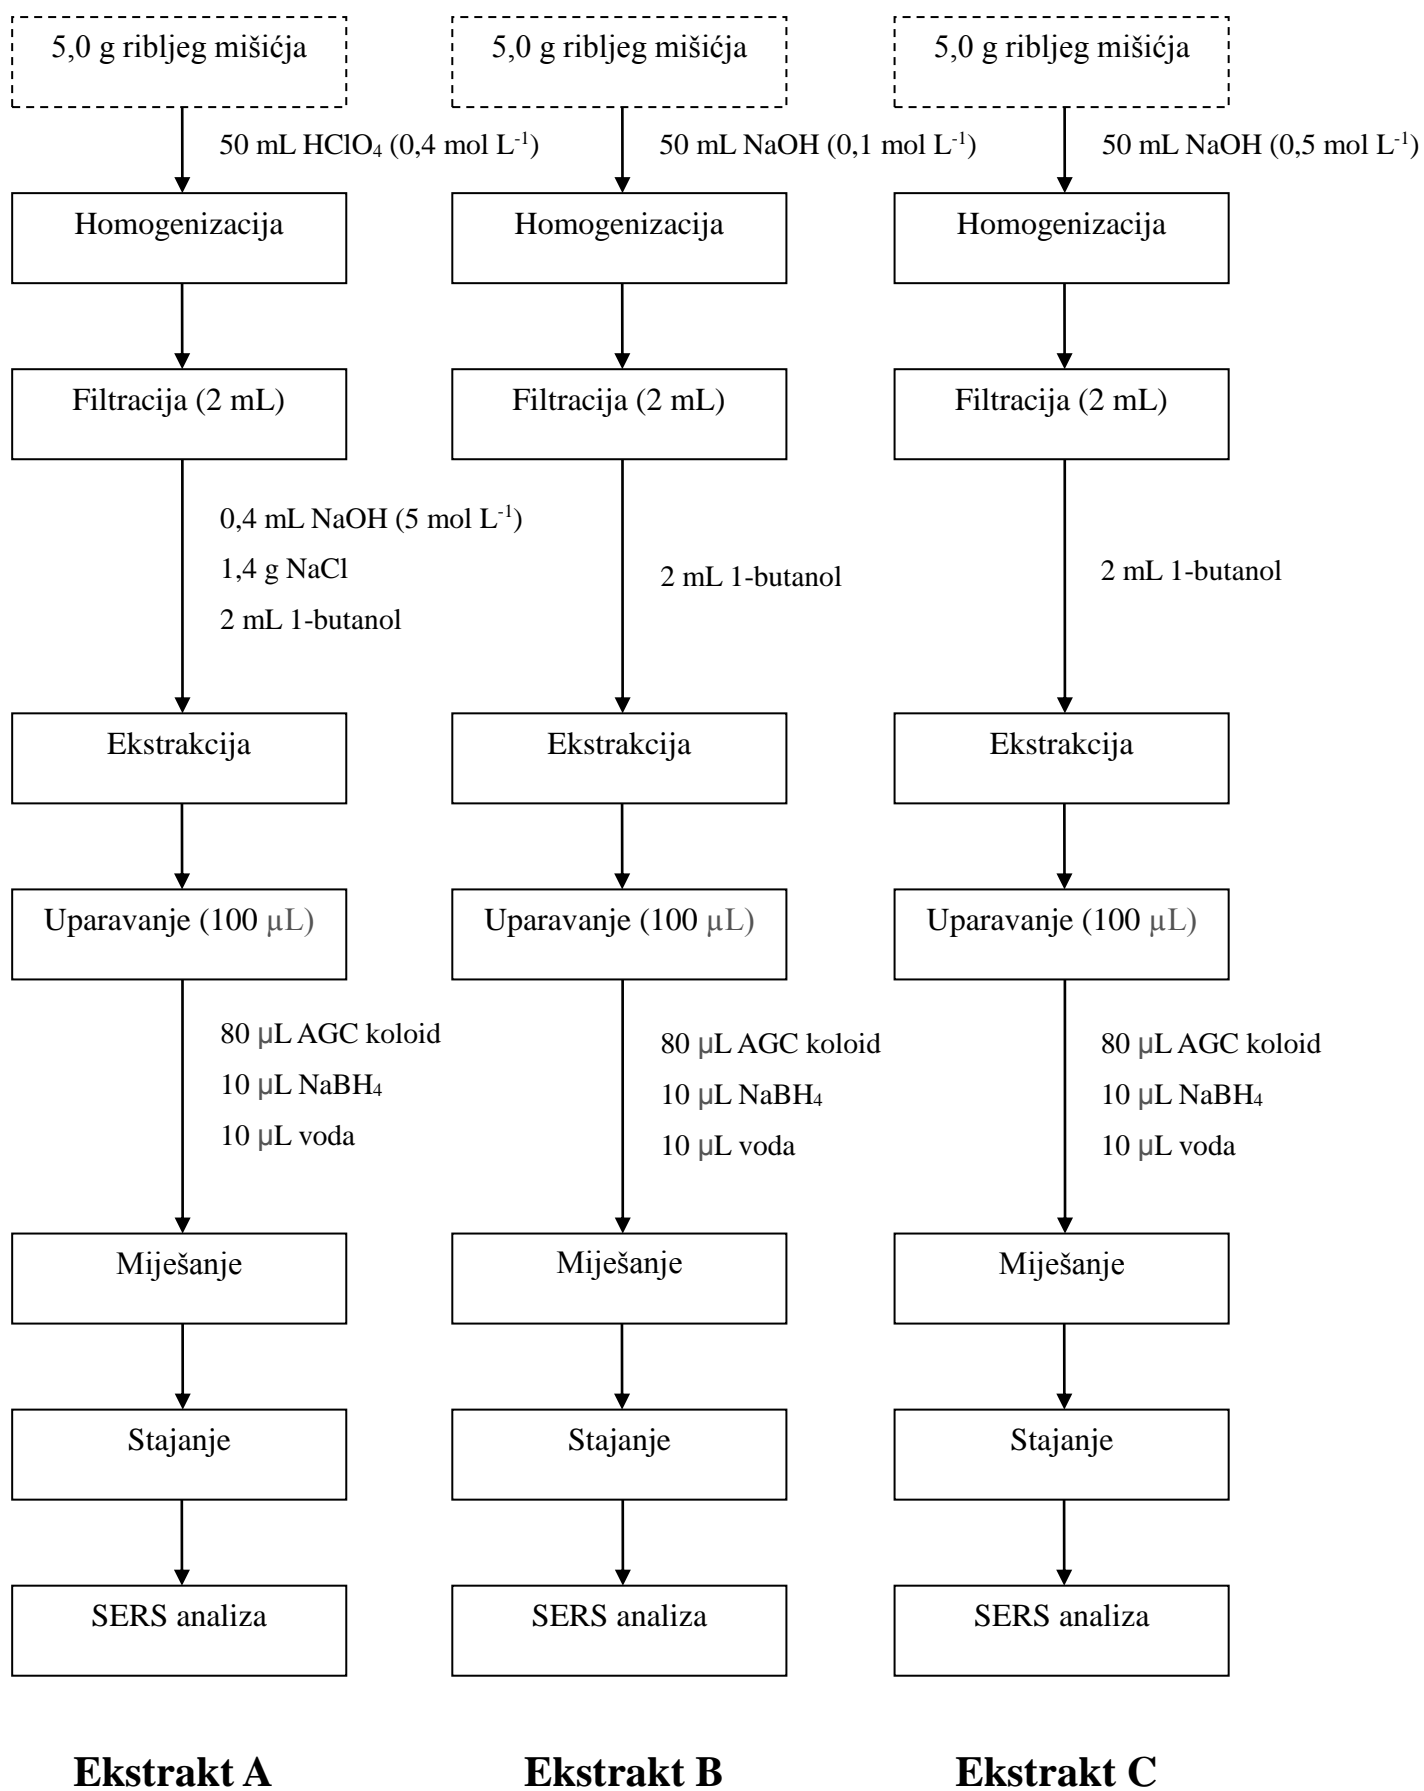 5,0 g ribljeg mišićja
5,0 g ribljeg mišićja
5,0 g ribljeg mišićja
50 mL HClO₄ (0,4 mol L⁻¹)
50 mL NaOH (0,1 mol L⁻¹)
50 mL NaOH (0,5 mol L⁻¹)
Homogenizacija
Homogenizacija
Homogenizacija
Filtracija (2 mL)
Filtracija (2 mL)
Filtracija (2 mL)
0,4 mL NaOH (5 mol L⁻¹)
1,4 g NaCl
2 mL 1-butanol
2 mL 1-butanol
2 mL 1-butanol
Ekstrakcija
Ekstrakcija
Ekstrakcija
Uparavanje (100 µL)
Uparavanje (100 µL)
Uparavanje (100 µL)
80 µL AGC koloid
10 µL NaBH₄
10 µL voda
80 µL AGC koloid
10 µL NaBH₄
10 µL voda
80 µL AGC koloid
10 µL NaBH₄
10 µL voda
Miješanje
Miješanje
Miješanje
Stajanje
Stajanje
Stajanje
SERS analiza
SERS analiza
SERS analiza
Ekstrakt A
Ekstrakt B
Ekstrakt C